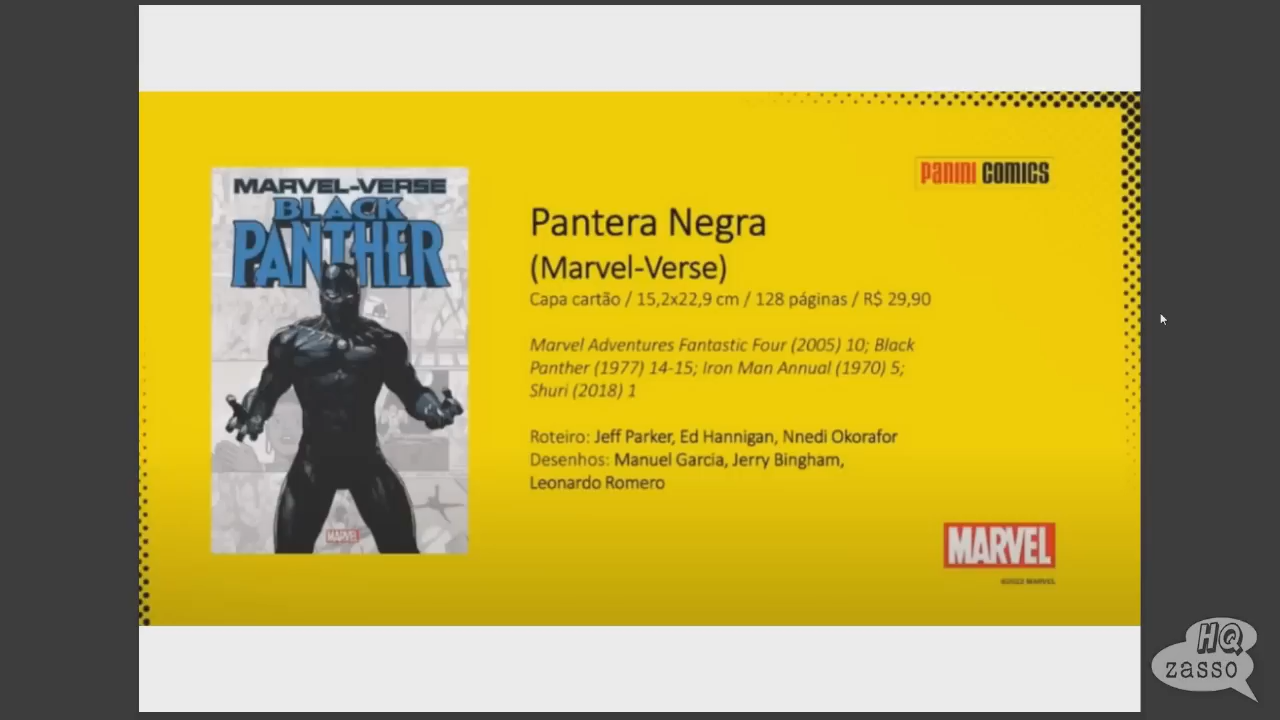 MARVEL-VERSE
BLACK
PANTHER
MARVEL
PANINI COMICS
Pantera Negra
(Marvel-Verse)
Capa cartão / 15,2x22,9 cm / 128 páginas / R$ 29,90
Marvel Adventures Fantastic Four (2005) 10; Black
Panther (1977) 14-15; Iron Man Annual (1970) 5;
Shuri (2018) 1
Roteiro: Jeff Parker, Ed Hannigan, Nnedi Okorafor
Desenhos: Manuel Garcia, Jerry Bingham,
Leonardo Romero
MARVEL
©2022 MARVEL
HQ
zasso